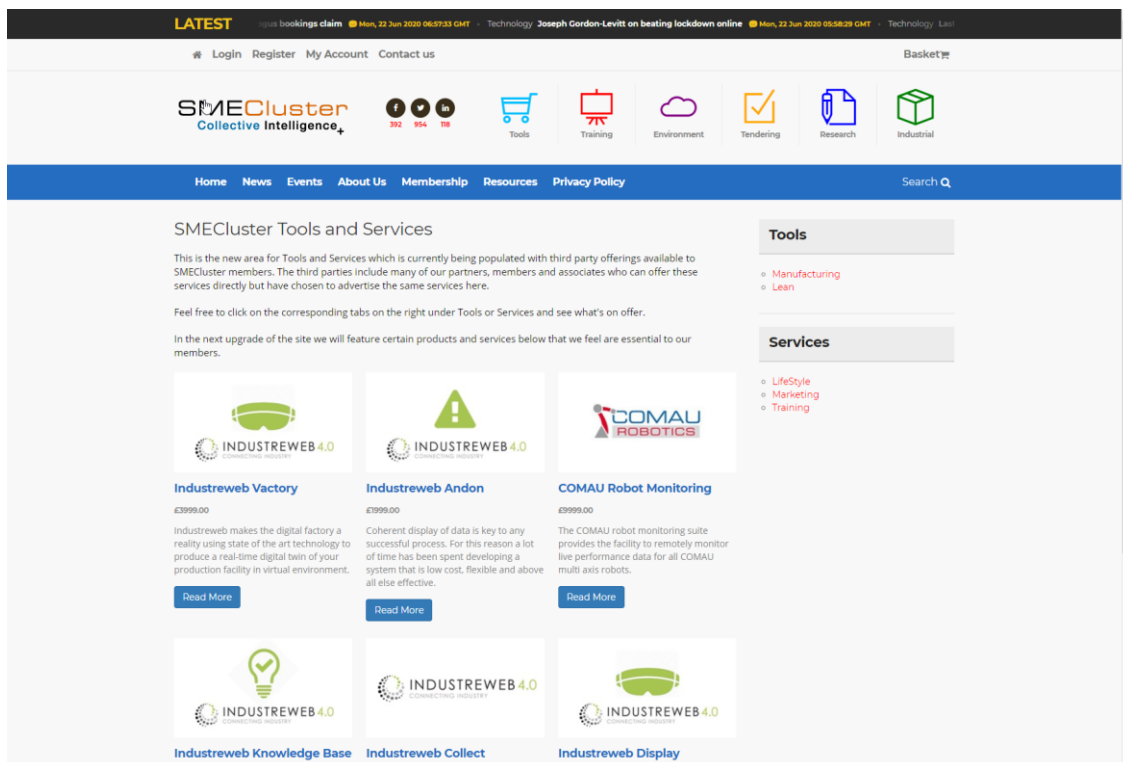 LATEST bookings claim Mon, 22 Jun 2020 06:57:33 GMT - Technology Joseph Gordon-Levitt on beating lockdown online Mon, 22 Jun 2020 05:58:29 GMT - Technology Last
Login Register My Account Contact us Basket
SMECluster
Collective Intelligence+
392 954 118
Tools Training Environment Tendering Research Industrial
Home News Events About Us Membership Resources Privacy Policy Search
SMECluster Tools and Services
This is the new area for Tools and Services which is currently being populated with third party offerings available to
SMECluster members. The third parties include many of our partners, members and associates who can offer these
services directly but have chosen to advertise the same services here.
Feel free to click on the corresponding tabs on the right under Tools or Services and see what's on offer.
In the next upgrade of the site we will feature certain products and services below that we feel are essential to our
members.
Tools
Manufacturing
Lean
Services
LifeStyle
Marketing
Training
INDUSTREWEB 4.0
CONNECTING INDUSTRY
Industreweb Vactory
£3999.00
Industreweb makes the digital factory a
reality using state of the art technology to
produce a real-time digital twin of your
production facility in virtual environment.
Read More
INDUSTREWEB 4.0
CONNECTING INDUSTRY
Industreweb Andon
£1999.00
Coherent display of data is key to any
successful process. For this reason a lot
of time has been spent developing a
system that is low cost, flexible and above
all else effective.
Read More
COMAU
ROBOTICS
COMAU Robot Monitoring
£9999.00
The COMAU robot monitoring suite
provides the facility to remotely monitor
live performance data for all COMAU
multi axis robots.
Read More
INDUSTREWEB 4.0
CONNECTING INDUSTRY
Industreweb Knowledge Base
INDUSTREWEB 4.0
CONNECTING INDUSTRY
Industreweb Collect
INDUSTREWEB 4.0
CONNECTING INDUSTRY
Industreweb Display